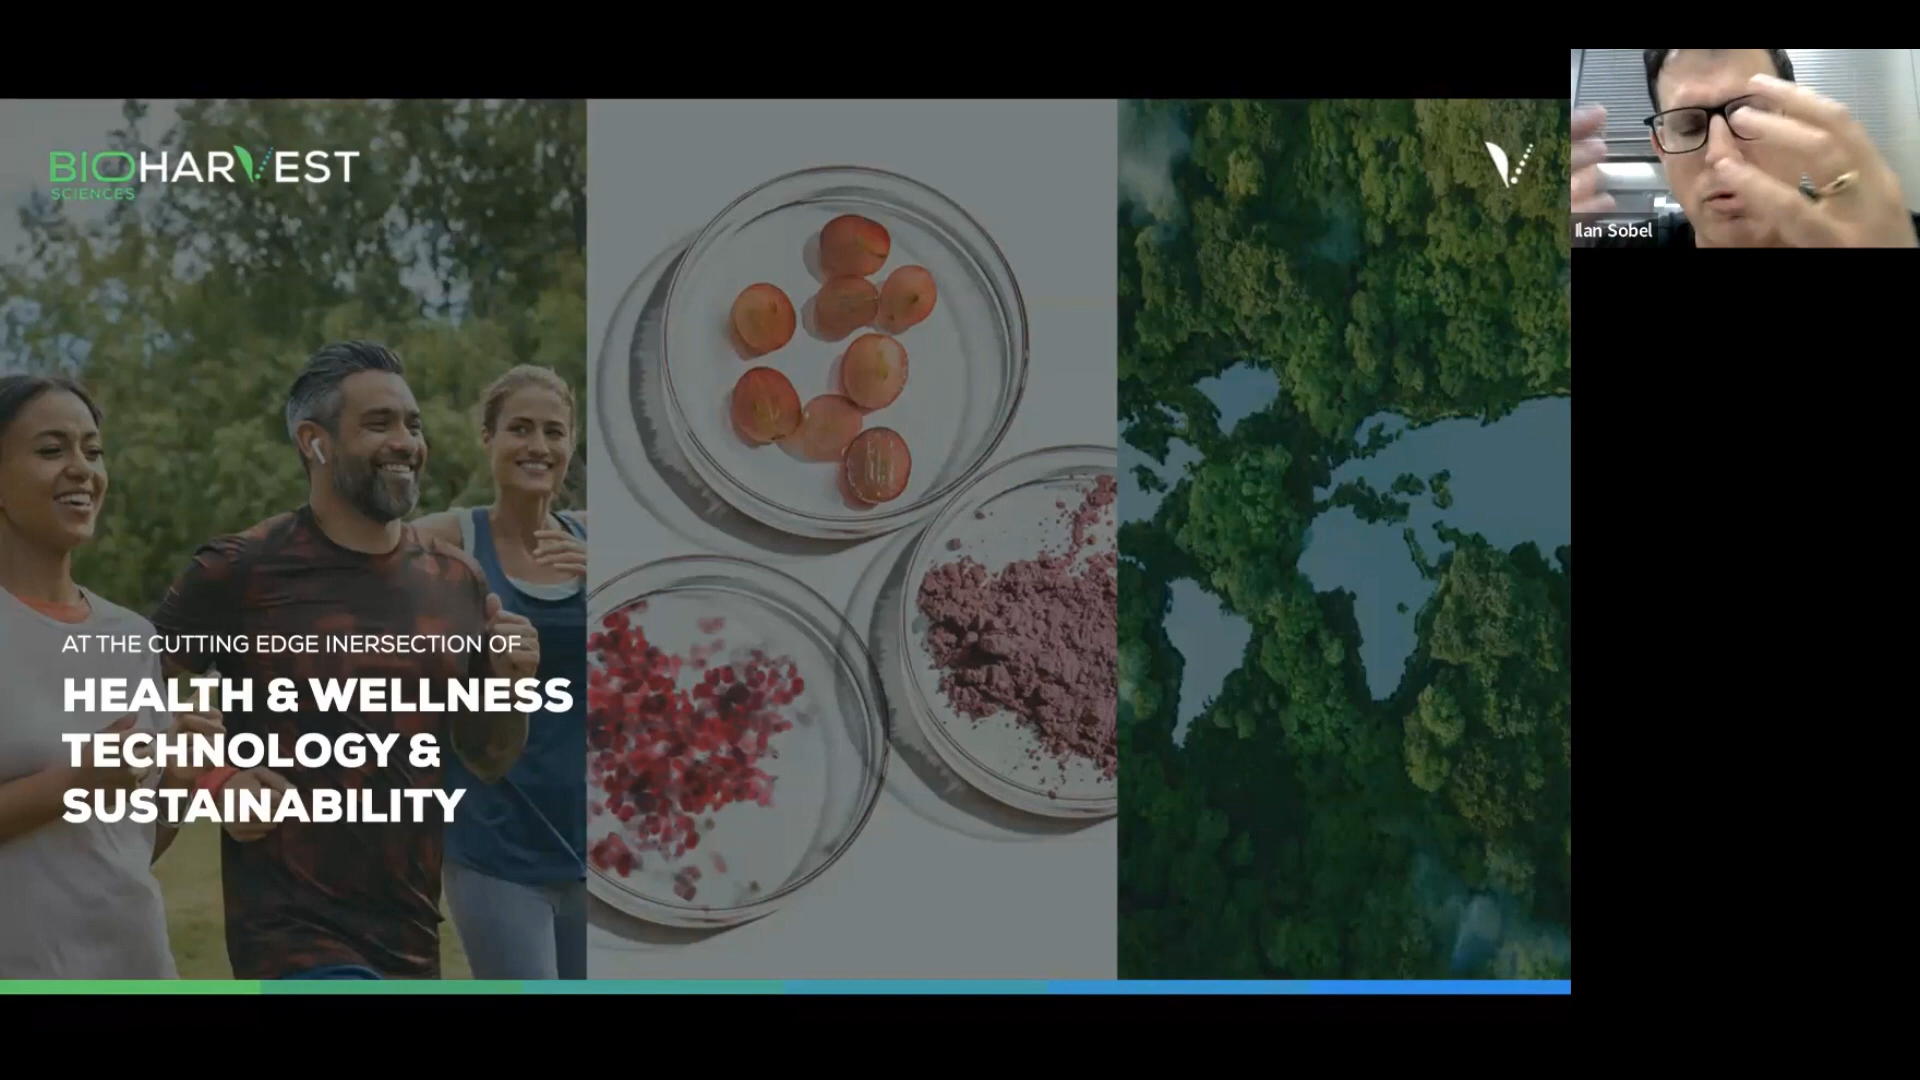 BIOHARVEST
SCIENCES
Ilan Sobel
AT THE CUTTING EDGE INERSECTION OF
HEALTH & WELLNESS
TECHNOLOGY &
SUSTAINABILITY